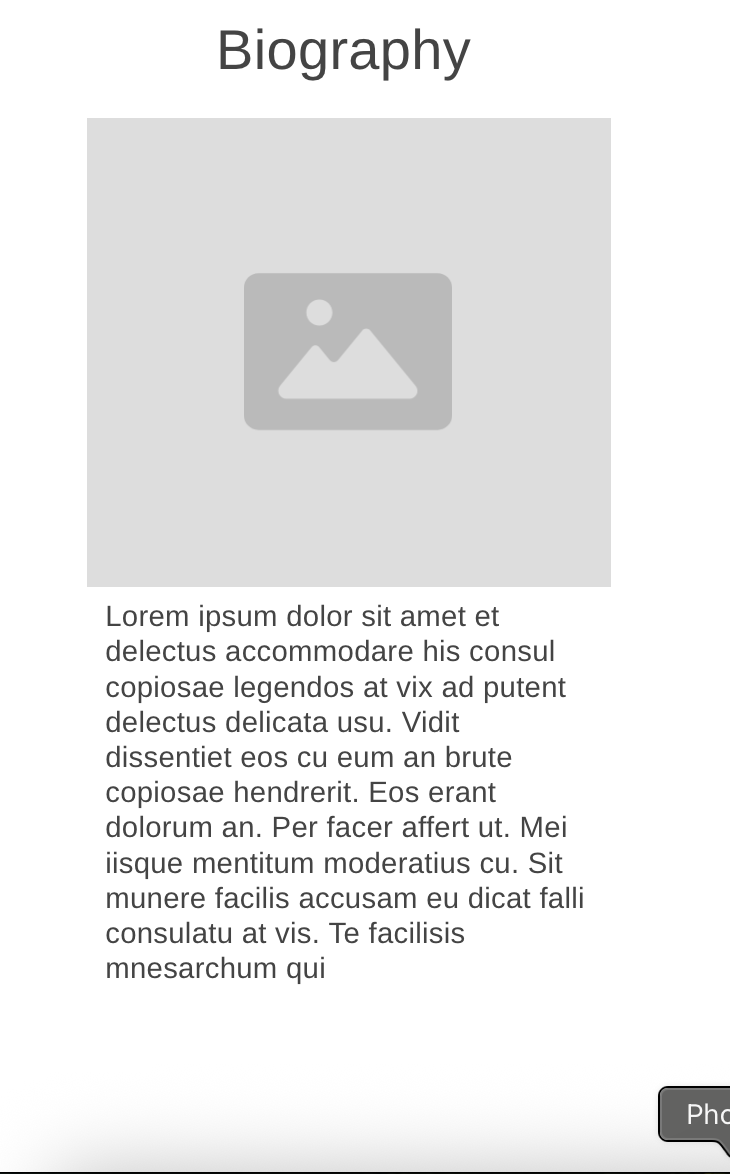 Biography
Lorem ipsum dolor sit amet et
delectus accommodare his consul
copiosae legendos at vix ad putent
delectus delicata usu. Vidit
dissentiet eos cu eum an brute
copiosae hendrerit. Eos erant
dolorum an. Per facer affert ut. Mei
iisque mentitum moderatius cu. Sit
munere facilis accusam eu dicat falli
consulatu at vis. Te facilisis
mnesarchum qui